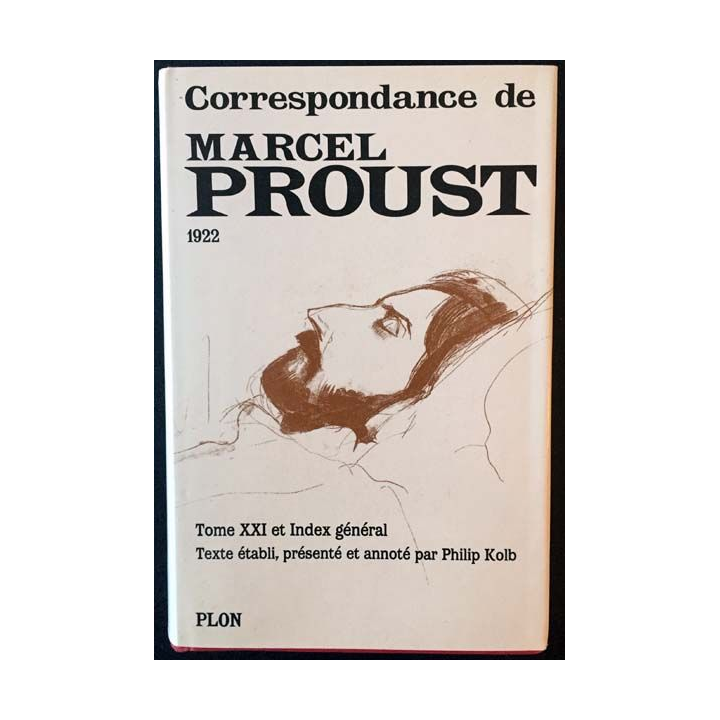 Correspondance de
MARCEL
PROUST
1922
Tome XXI et Index général
Texte établi, présenté et annoté par Philip Kolb
PLON